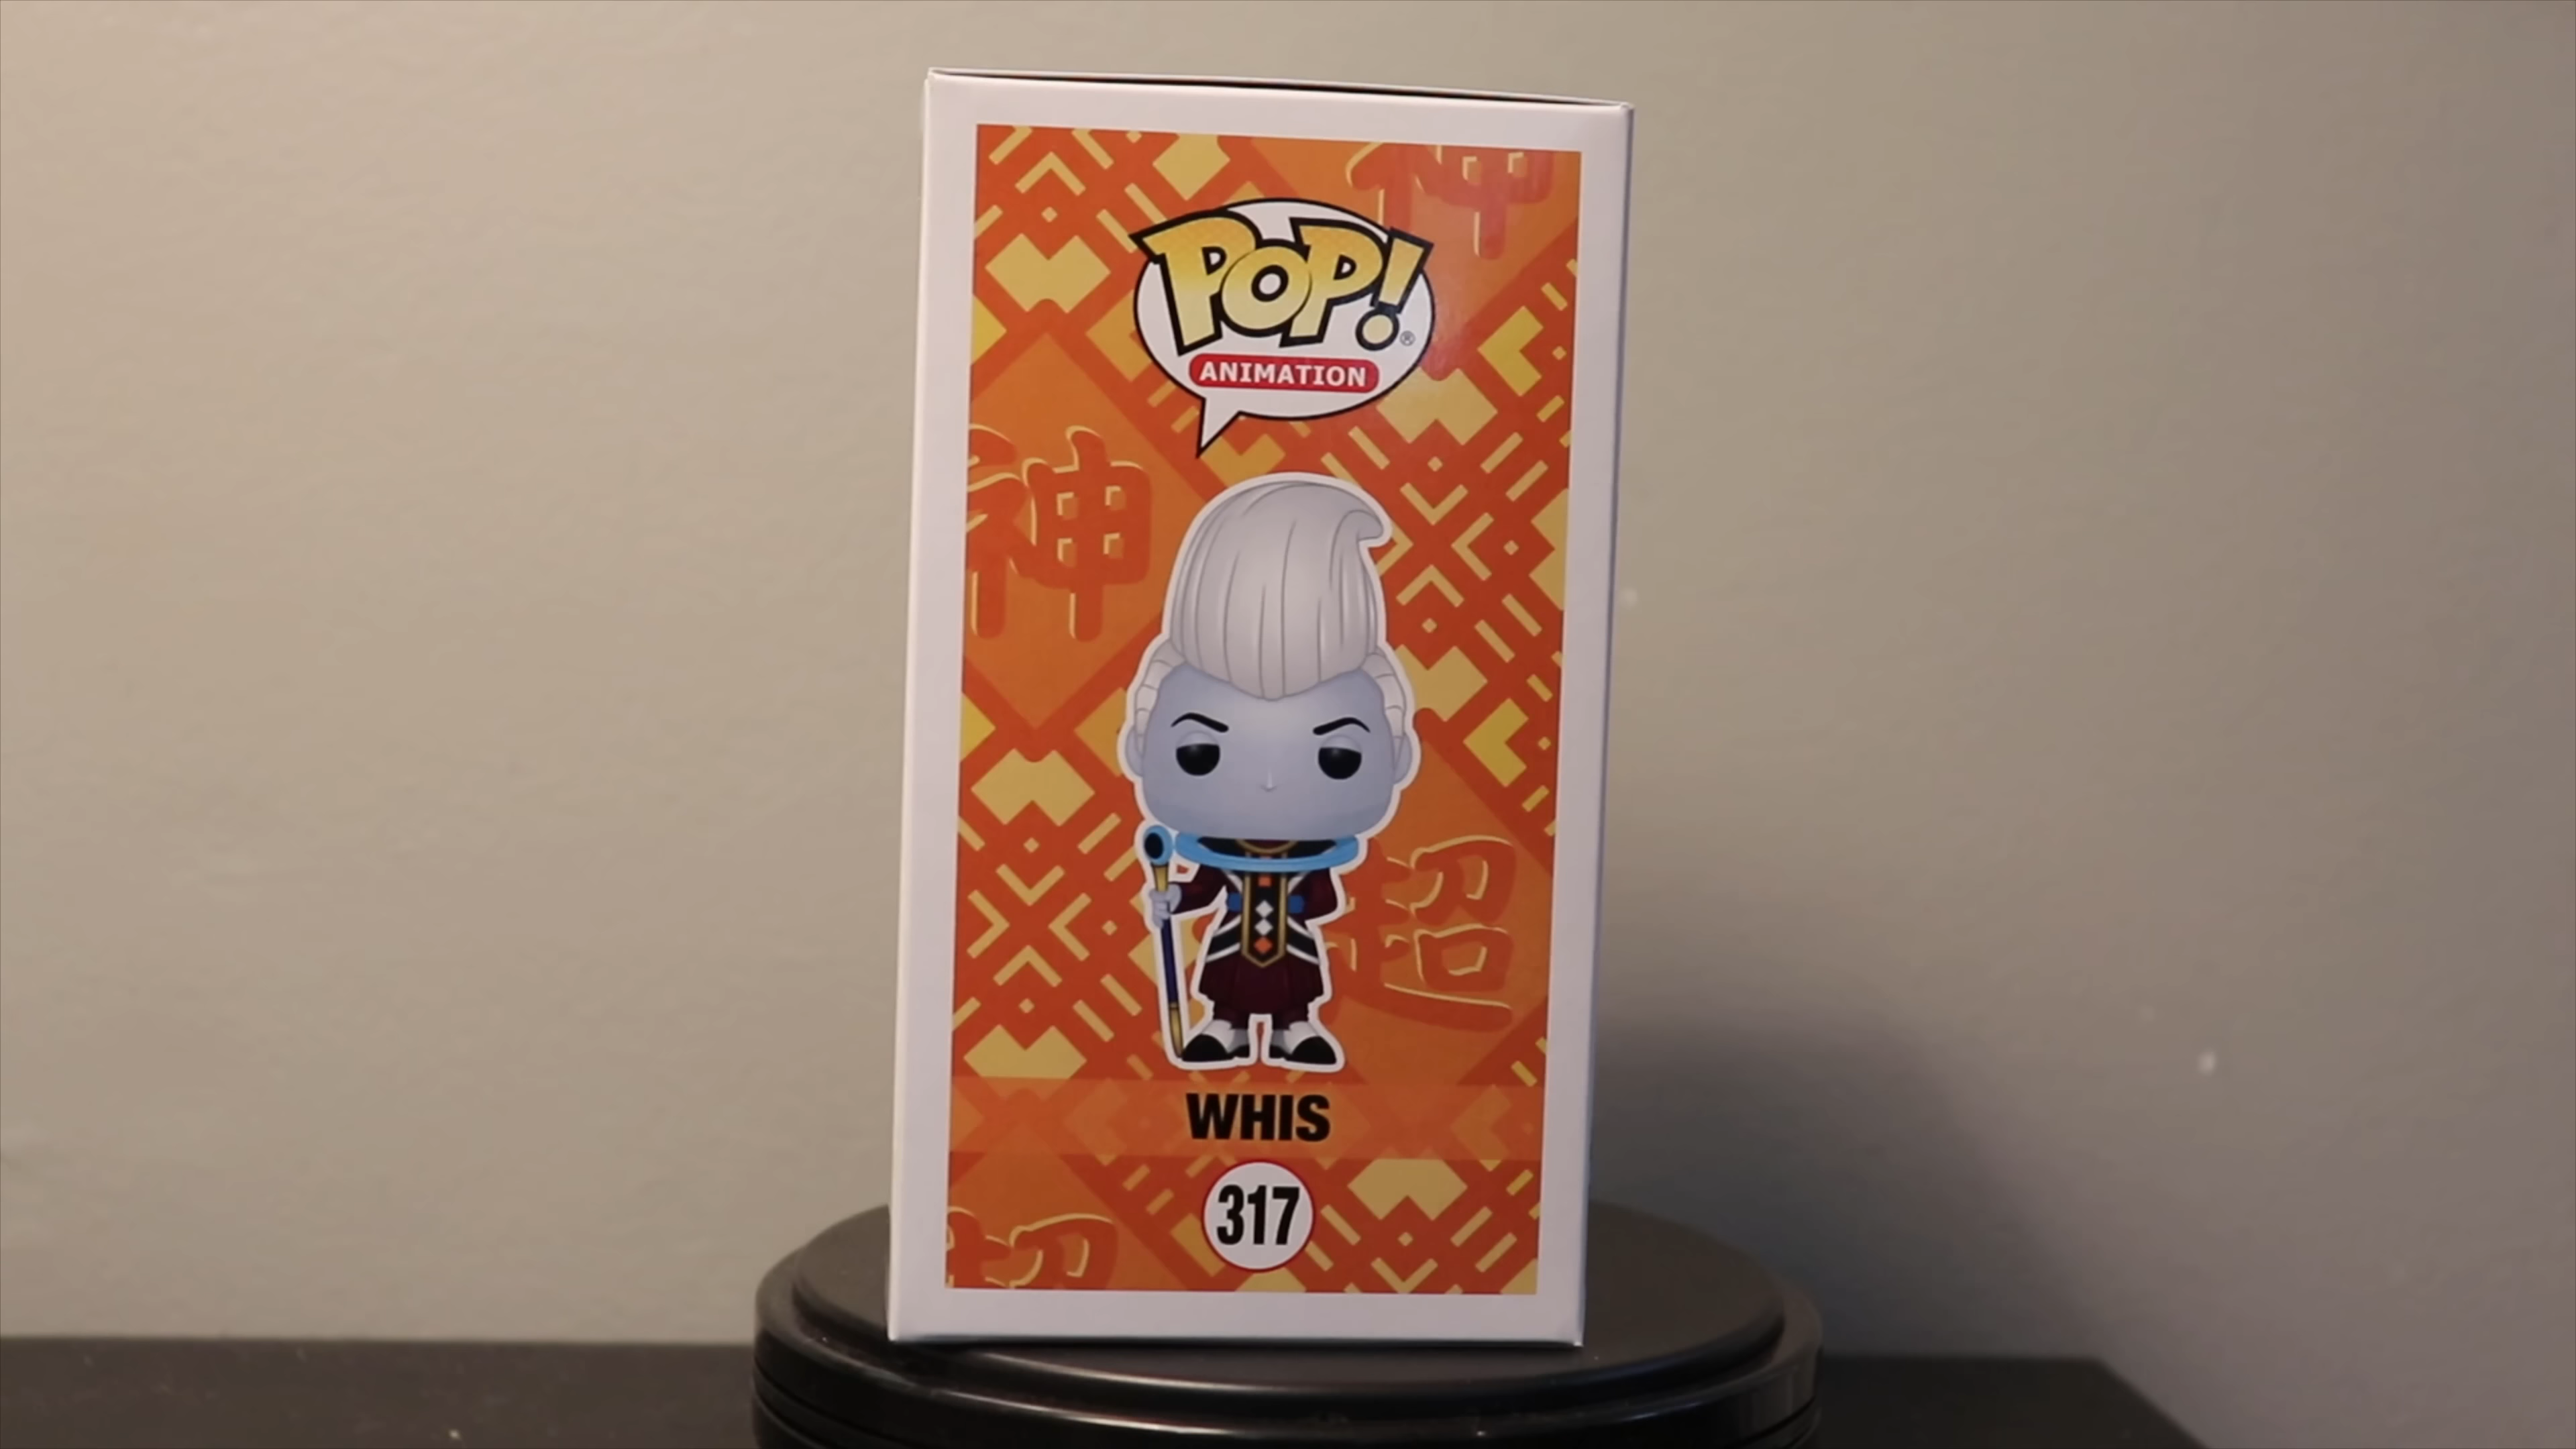 神
POP!®
ANIMATION
神
超
WHIS
317